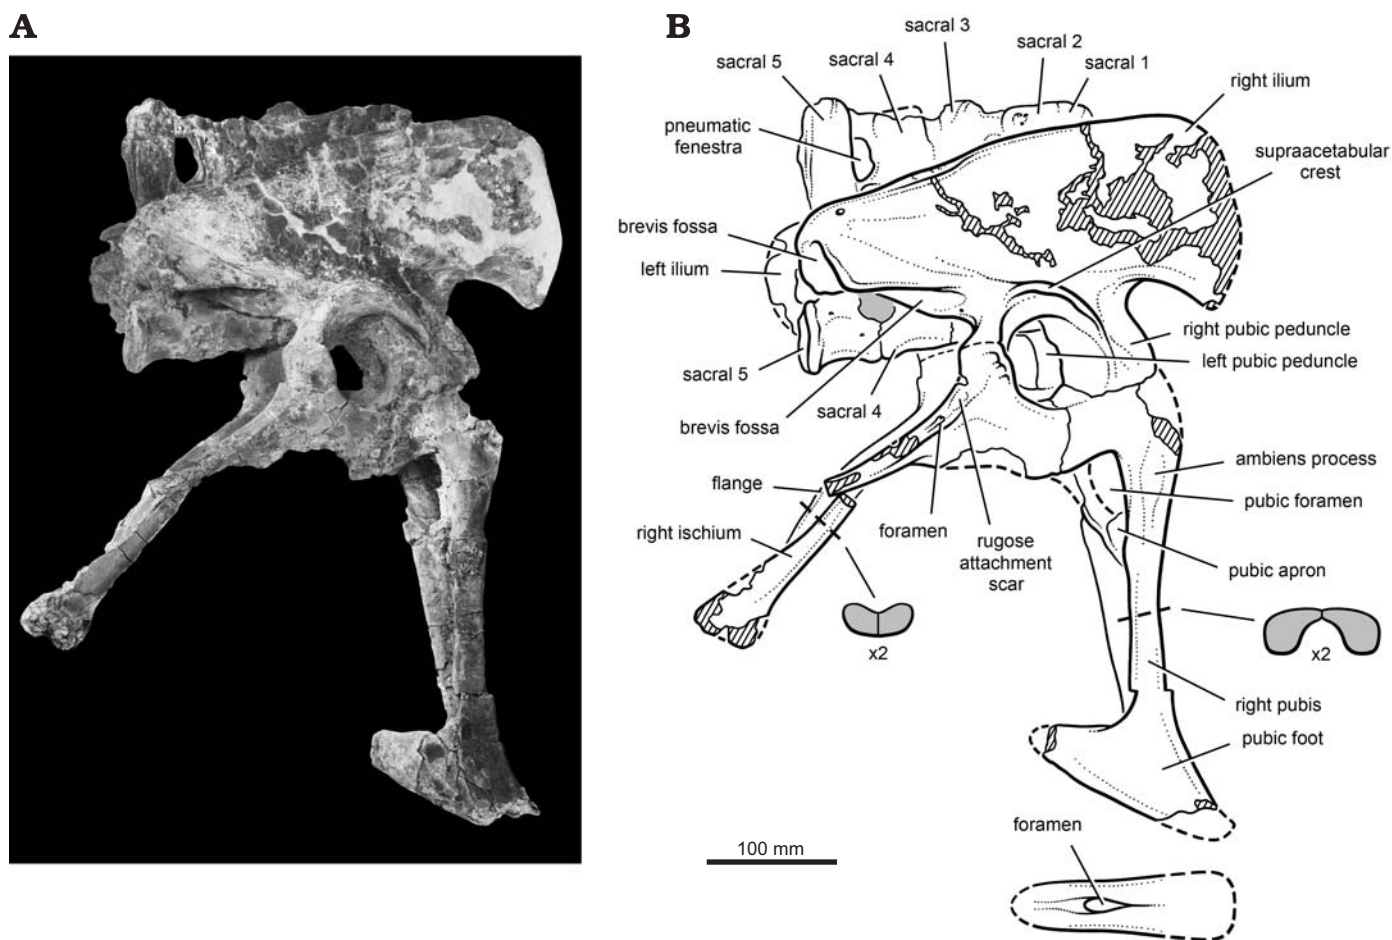 A
B
sacral 3
sacral 2
sacral 4
sacral 1
sacral 5
right ilium
pneumatic
fenestra
supraacetabular
crest
brevis fossa
left ilium
right pubic peduncle
left pubic peduncle
sacral 5
sacral 4
brevis fossa
ambiens process
flange
pubic foramen
foramen
right ischium
rugose
attachment
scar
pubic apron
x2
x2
right pubis
pubic foot
foramen
100 mm